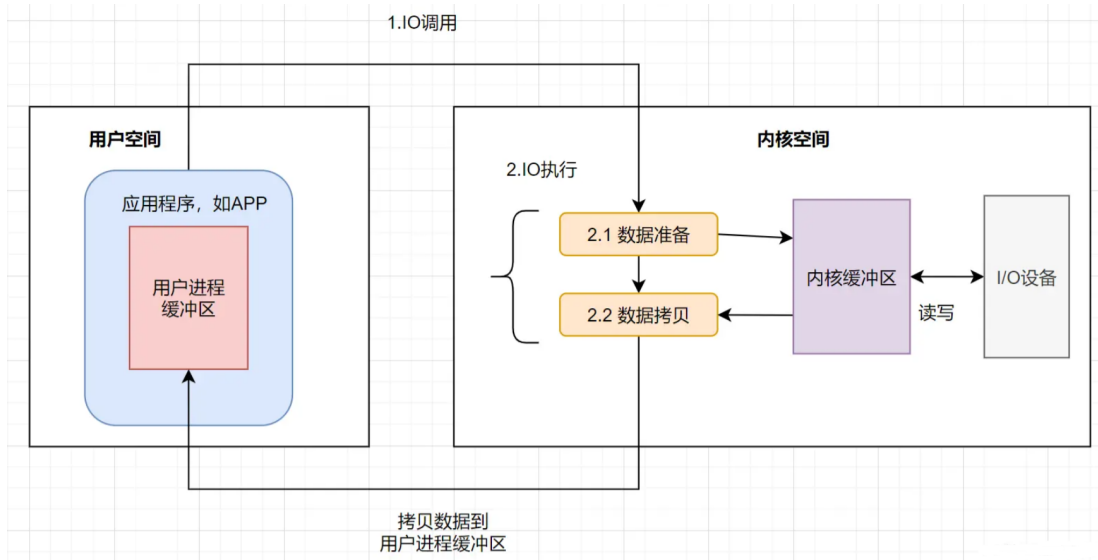 1.IO调用
用户空间
内核空间
2.IO执行
应用程序，如APP
2.1 数据准备
用户进程
缓冲区
内核缓冲区
I/O设备
2.2 数据拷贝
读写
拷贝数据到
用户进程缓冲区